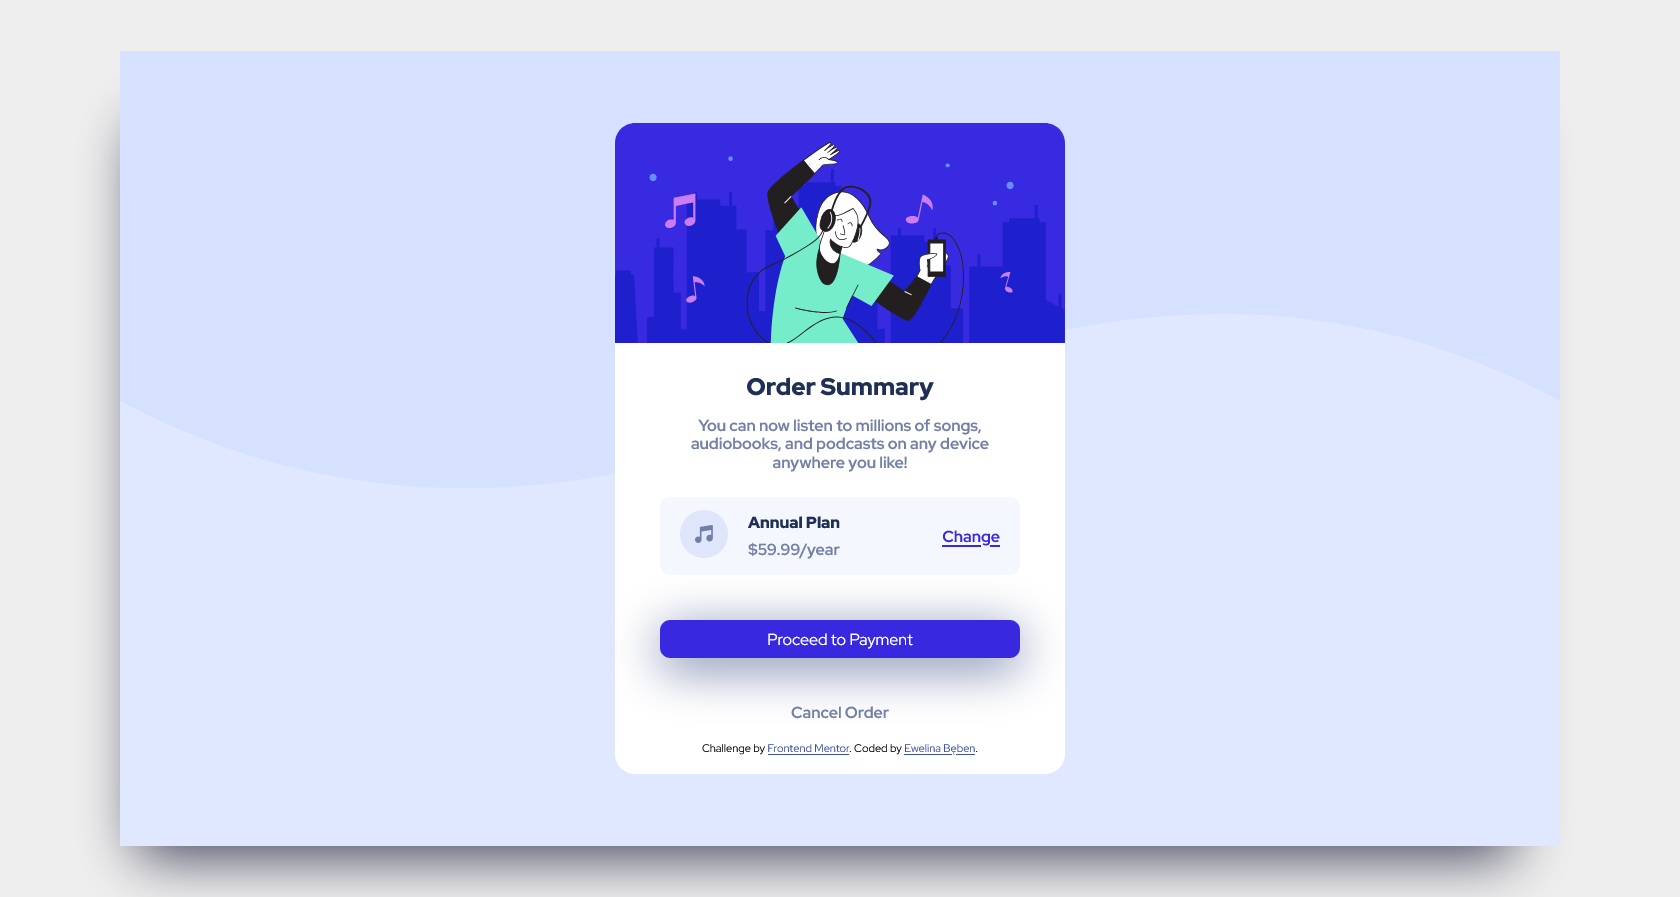 Order Summary
You can now listen to millions of songs,
audiobooks, and podcasts on any device
anywhere you like!
Annual Plan
$59.99/year
Change
Proceed to Payment
Cancel Order
Challenge by Frontend Mentor. Coded by Ewelina Bęben.